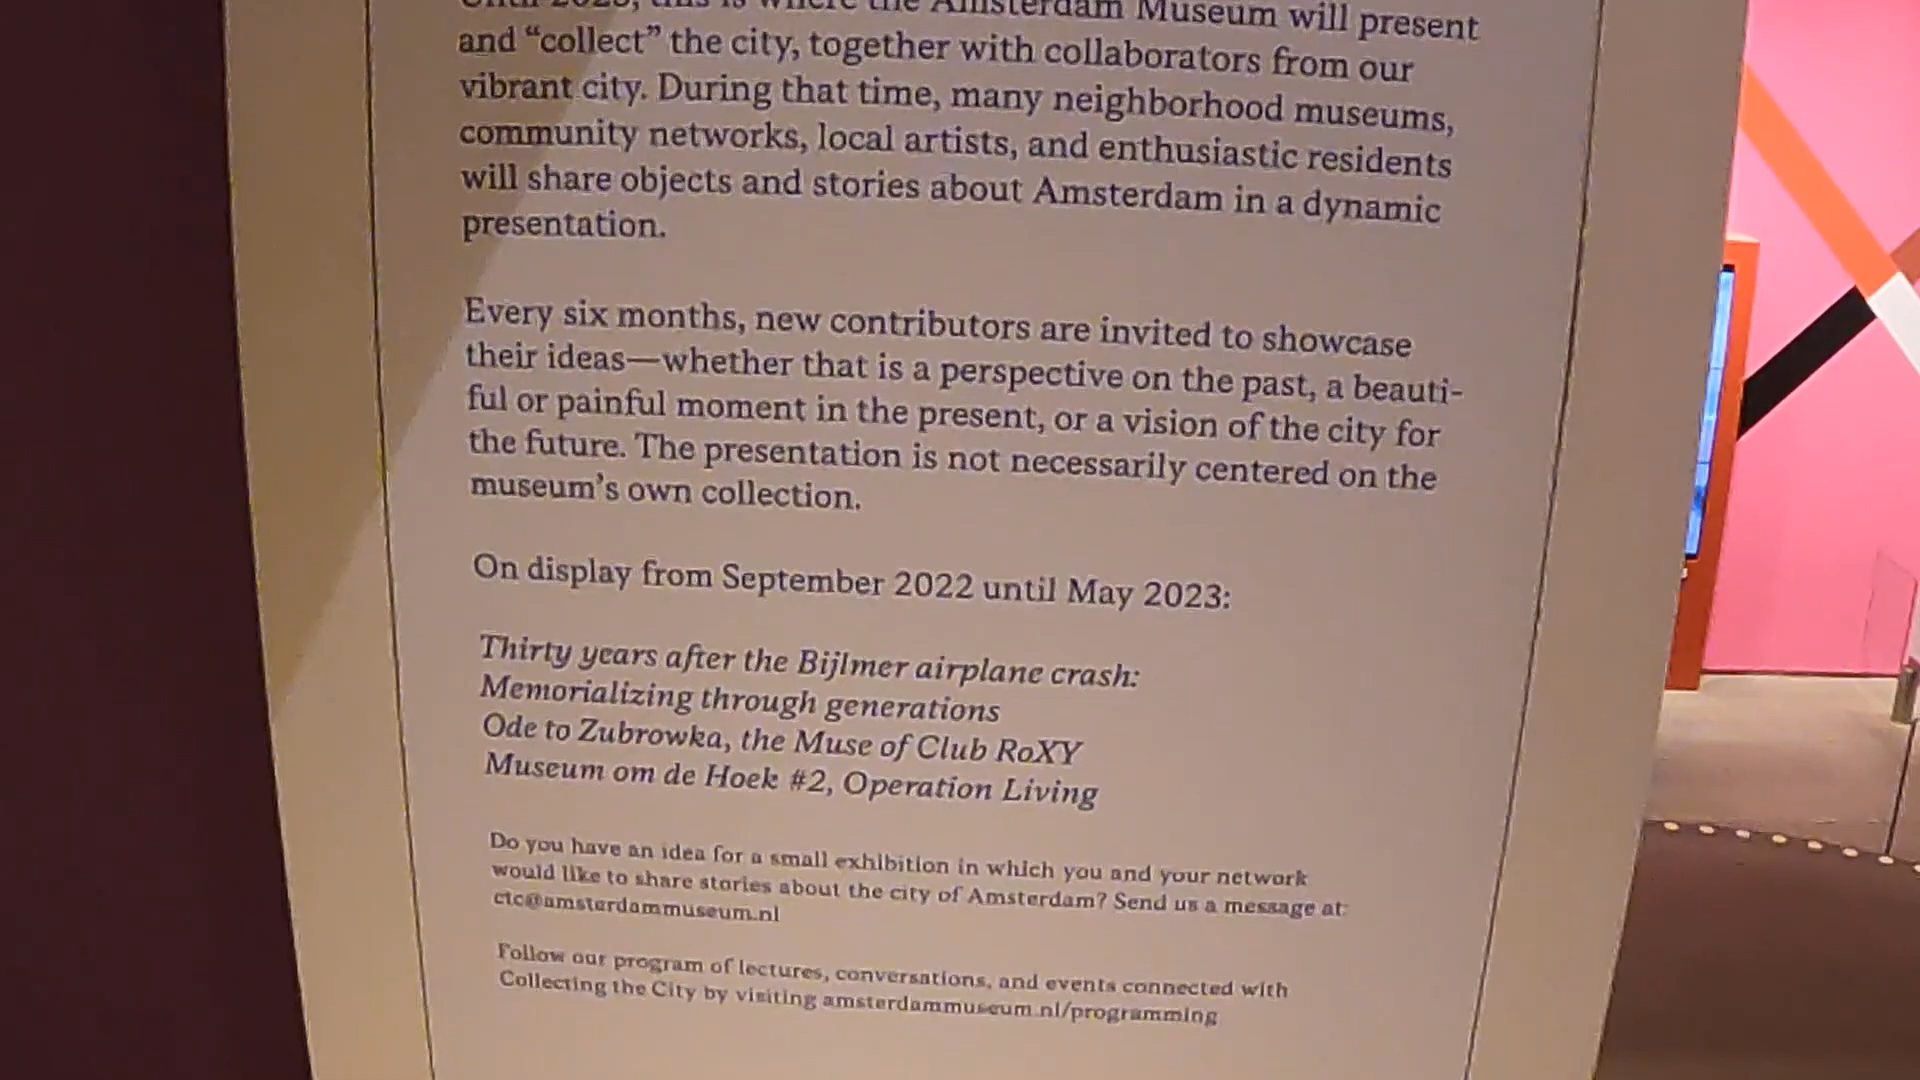 Until 2025, this is where the Amsterdam Museum will present
and “collect” the city, together with collaborators from our
vibrant city. During that time, many neighborhood museums,
community networks, local artists, and enthusiastic residents
will share objects and stories about Amsterdam in a dynamic
presentation.
Every six months, new contributors are invited to showcase
their ideas—whether that is a perspective on the past, a beauti-
ful or painful moment in the present, or a vision of the city for
the future. The presentation is not necessarily centered on the
museum’s own collection.
On display from September 2022 until May 2023:
Thirty years after the Bijlmer airplane crash:
Memorializing through generations
Ode to Zubrowka, the Muse of Club RoXY
Museum om de Hoek #2, Operation Living
Do you have an idea for a small exhibition in which you and your network
would like to share stories about the city of Amsterdam? Send us a message at:
ctc@amsterdammuseum.nl
Follow our program of lectures, conversations, and events connected with
Collecting the City by visiting amsterdammuseum.nl/programming